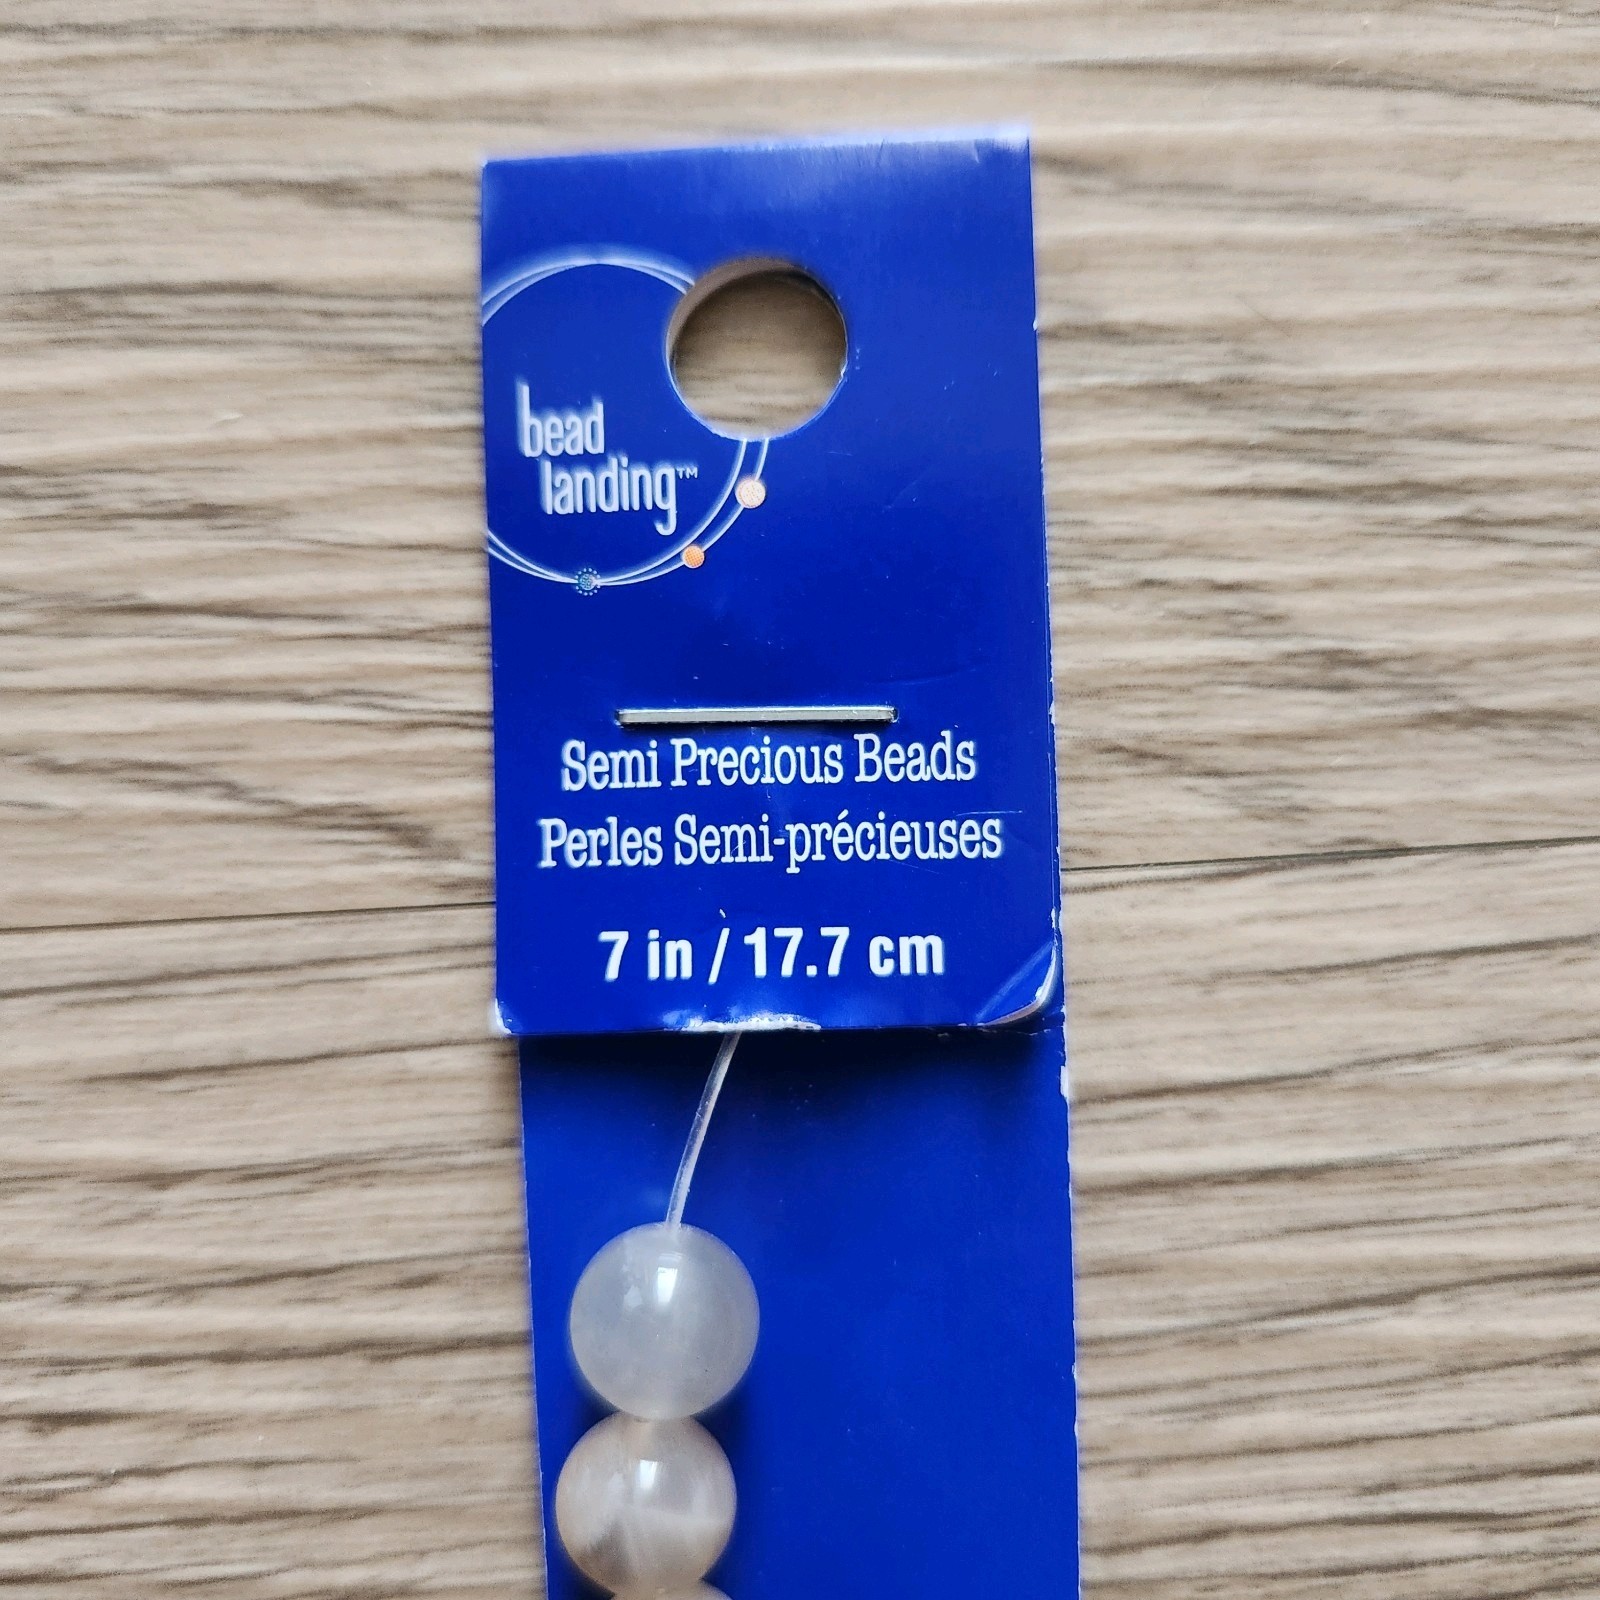 bead
landing™
Semi Precious Beads
Perles Semi-précieuses
7 in / 17.7 cm